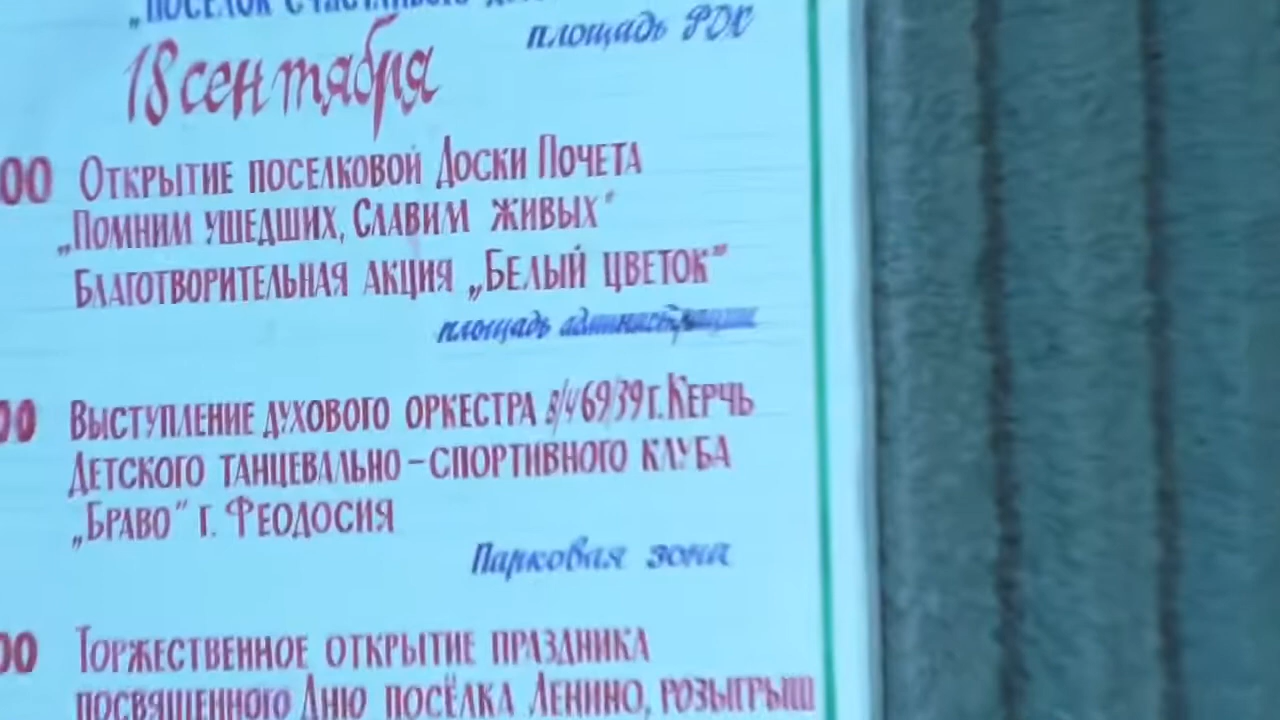 „Поселок
площадь РДК
18 сентября
00 Открытие поселковой Доски Почета
„Помним ушедших, Славим живых"
Благотворительная акция „Белый цветок"
площадь администрации
00 Выступление духового оркестра в/ч 6939 г. Керчь
Детского танцевально-спортивного клуба
„Браво" г. Феодосия
Парковая зона
00 Торжественное открытие праздника
посвященного Дню посёлка Ленино, розыгрыш